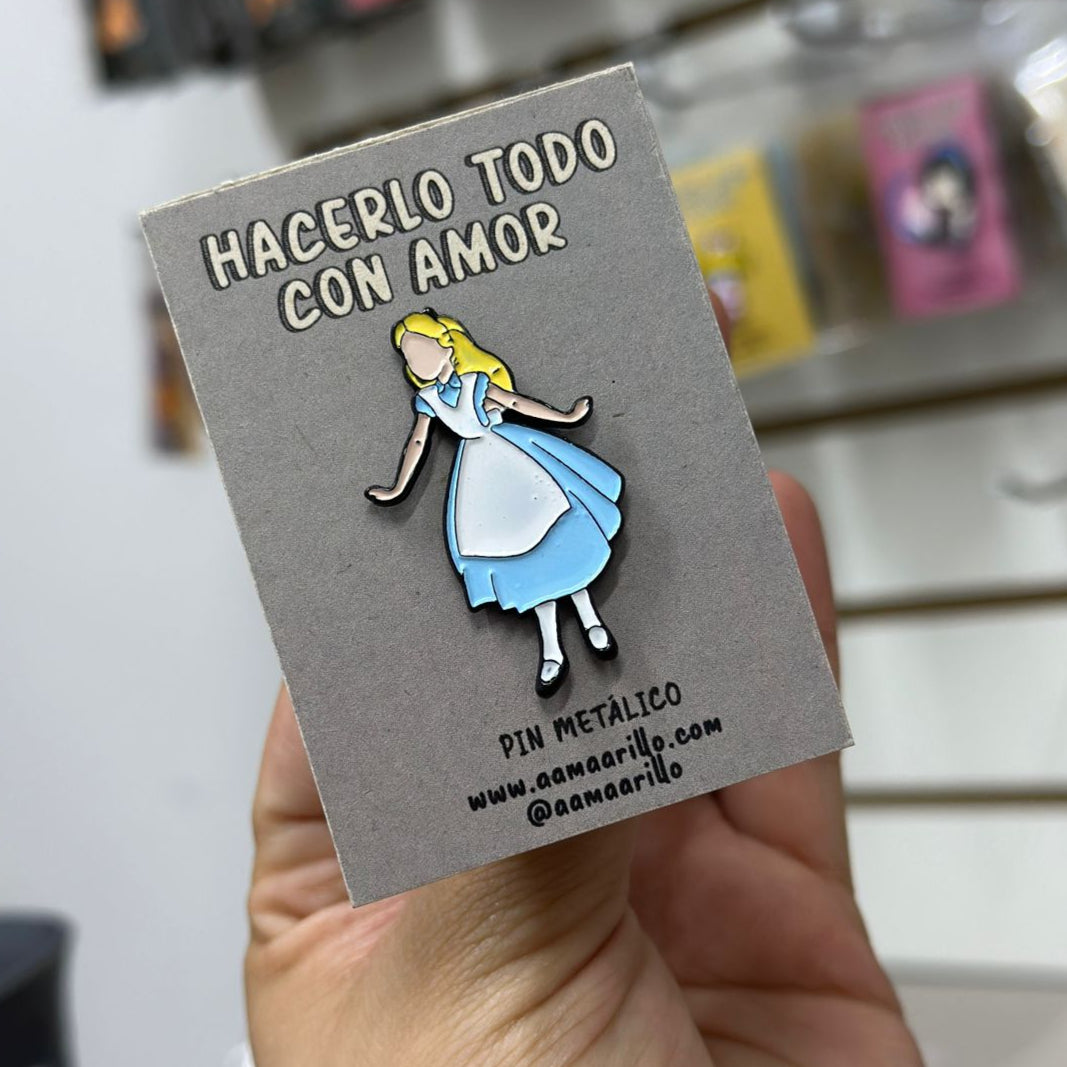 HACERLO TODO
CON AMOR
PIN METÁLICO
www.aamaarillo.com
@aamaarillo